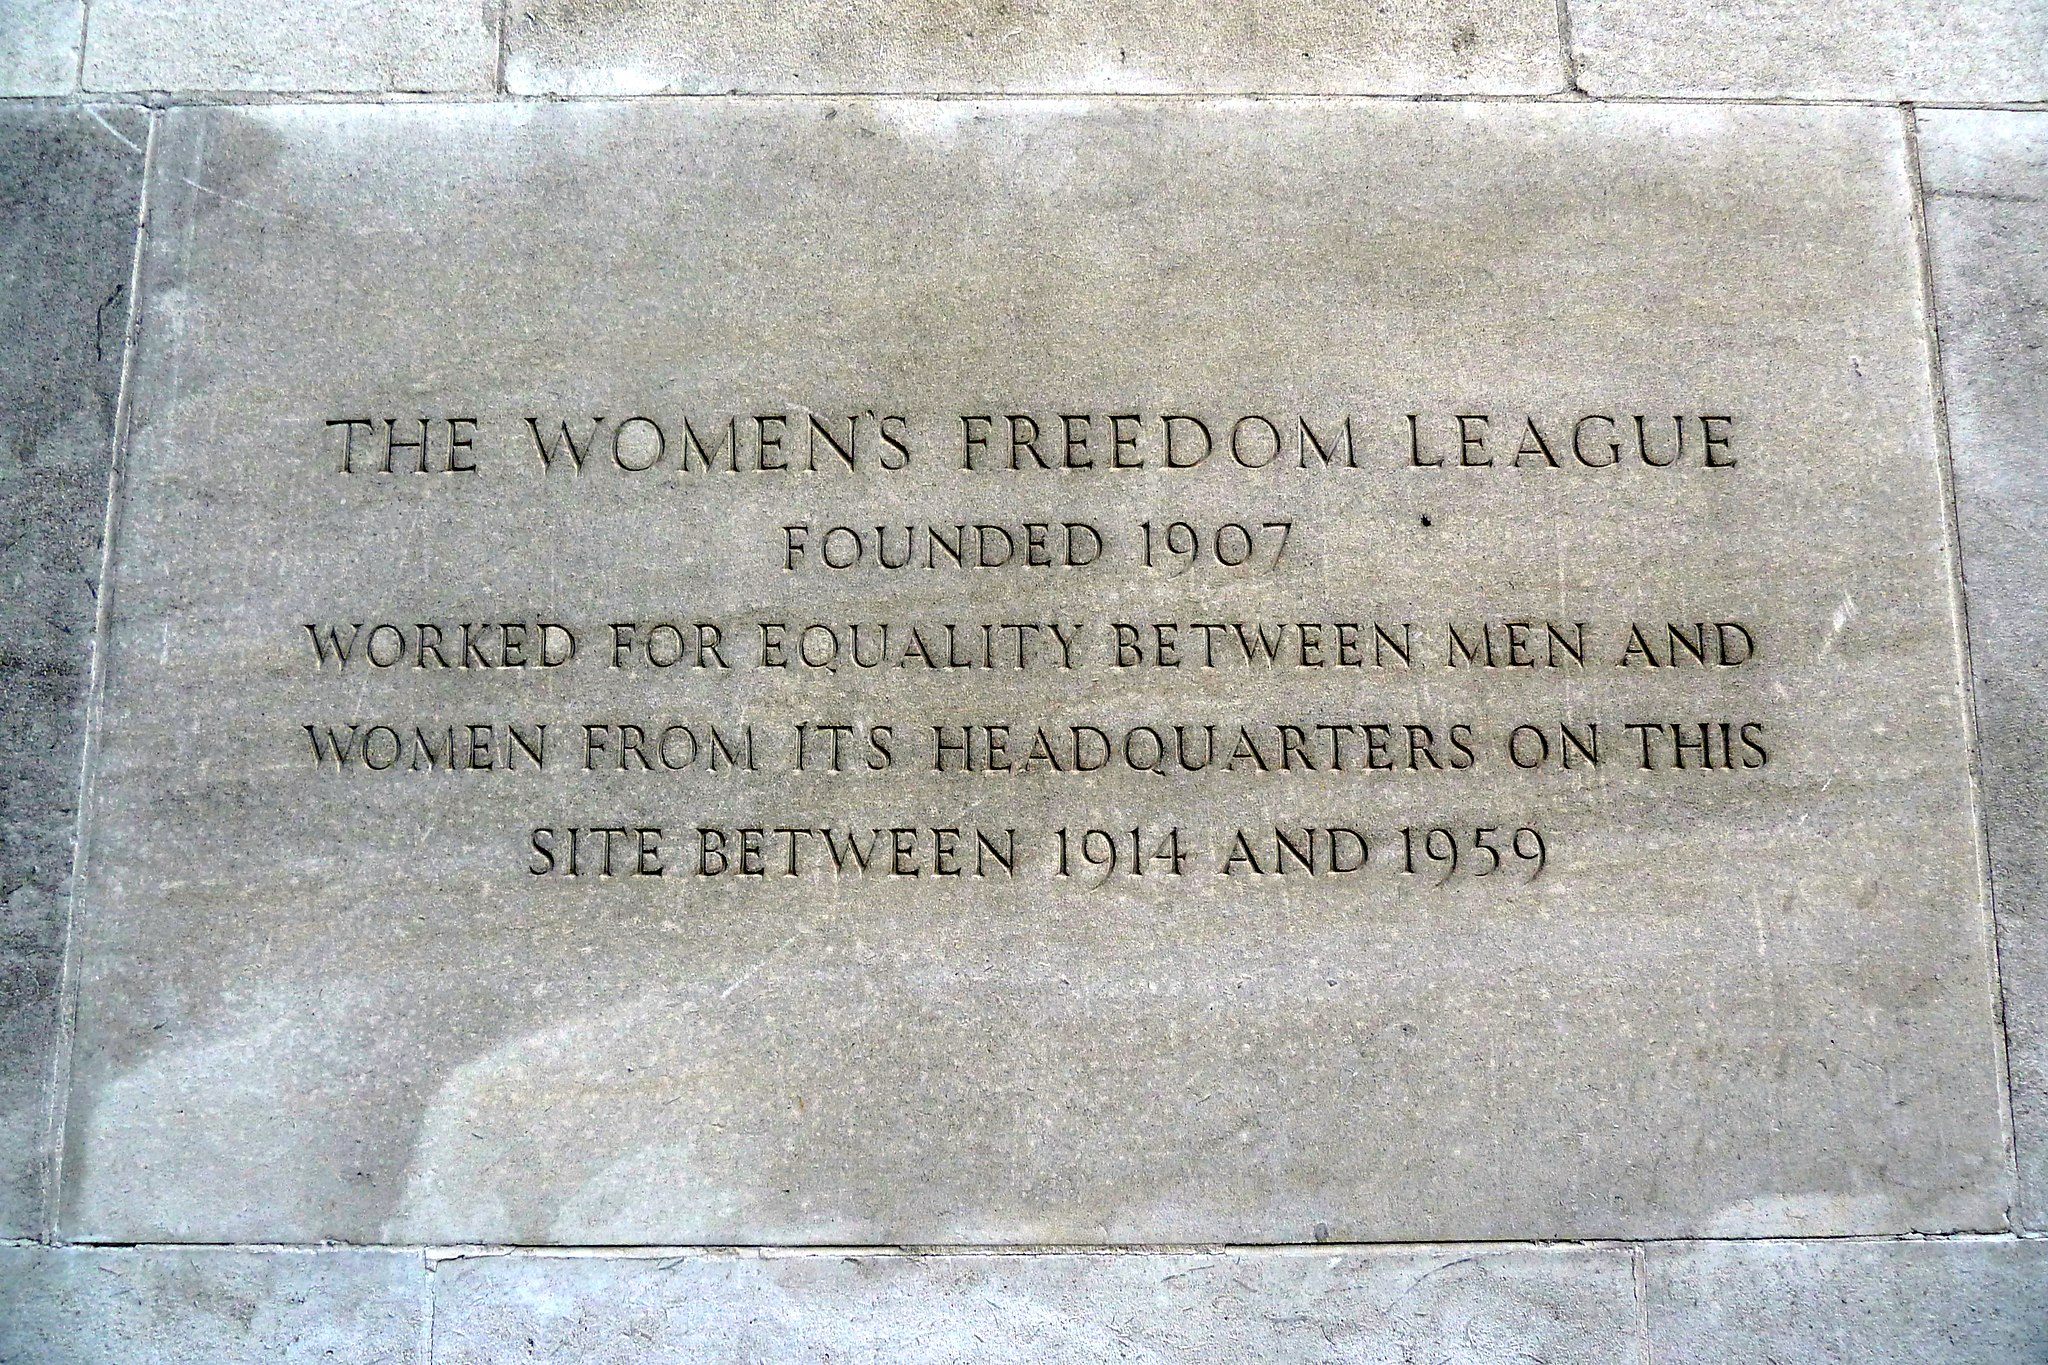 THE WOMEN'S FREEDOM LEAGUE
FOUNDED 1907
WORKED FOR EQUALITY BETWEEN MEN AND
WOMEN FROM ITS HEADQUARTERS ON THIS
SITE BETWEEN 1914 AND 1959